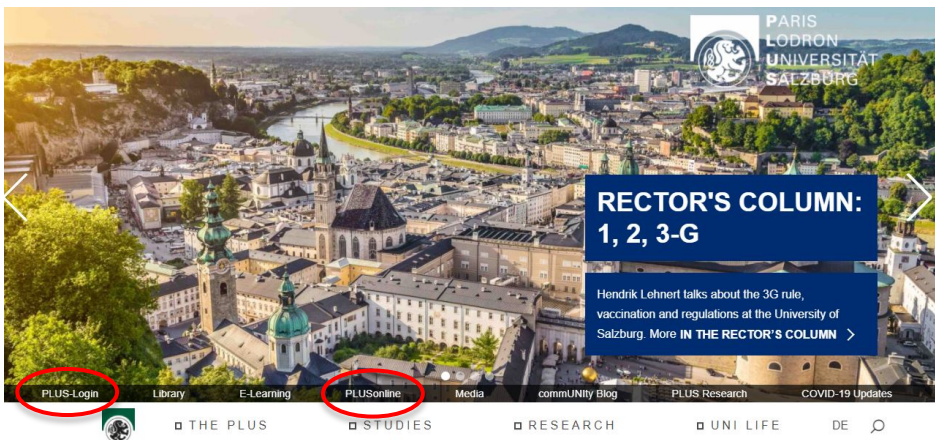 PARIS
LODRON
UNIVERSITÄT
SALZBURG
RECTOR'S COLUMN:
1, 2, 3-G
Hendrik Lehnert talks about the 3G rule,
vaccination and regulations at the University of
Salzburg. More IN THE RECTOR'S COLUMN >
PLUS-Login Library E-Learning PLUSonline Media commUNIty Blog PLUS Research COVID-19 Updates
THE PLUS STUDIES RESEARCH UNI LIFE DE